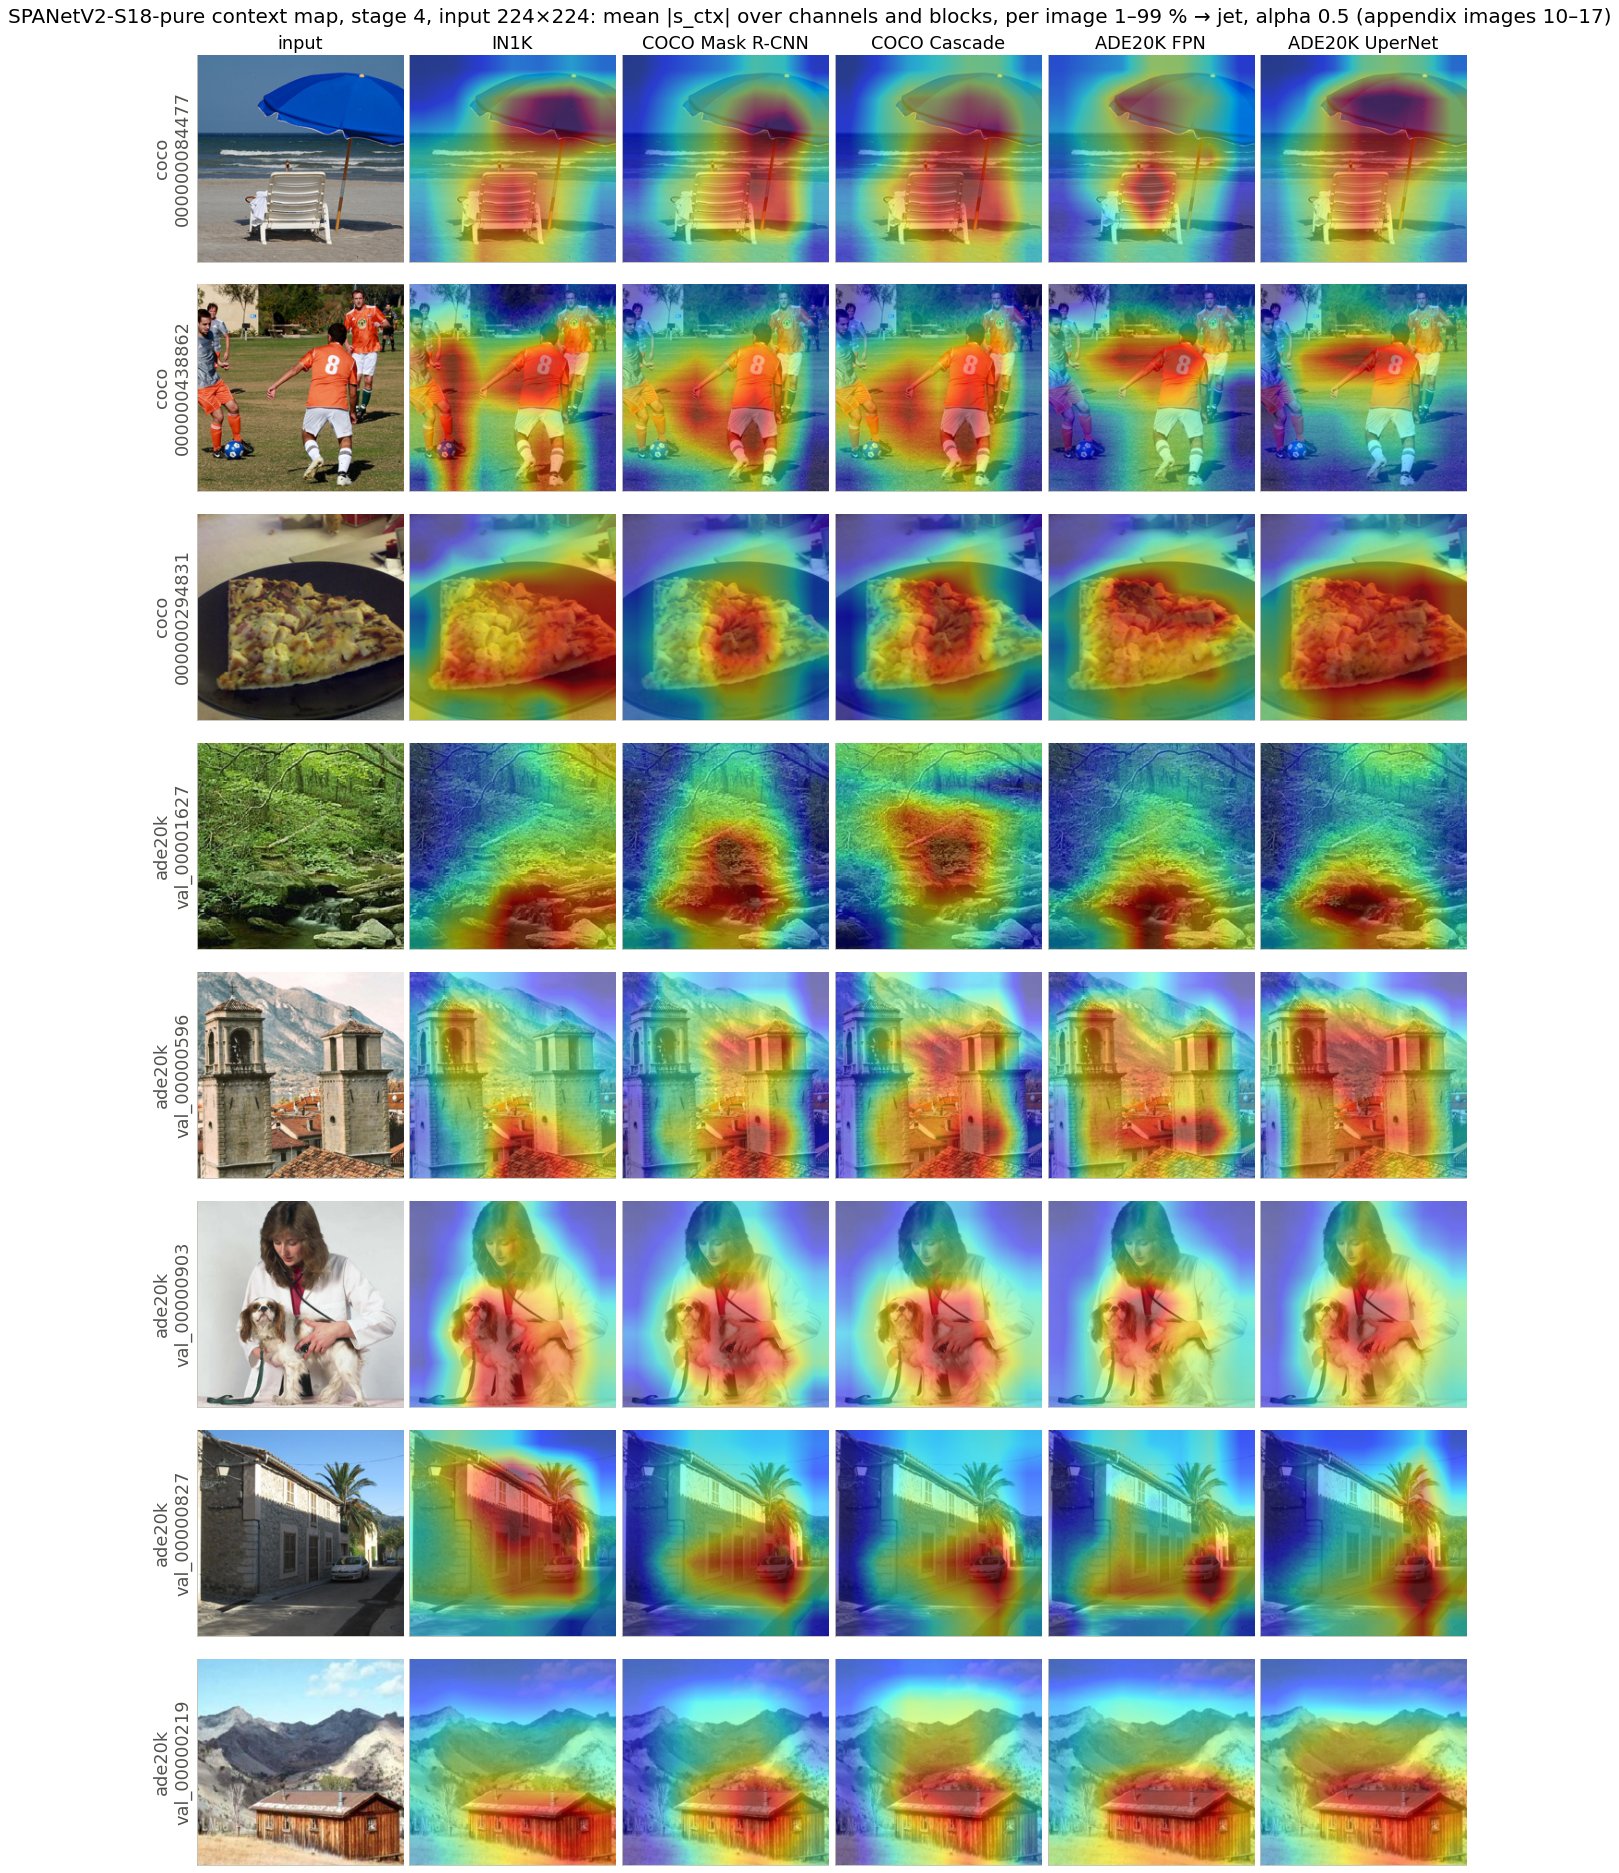 SPANetV2-S18-pure context map, stage 4, input 224×224: mean |s_ctx| over channels and blocks, per image 1–99 % → jet, alpha 0.5 (appendix images 10–17)
input IN1K COCO Mask R-CNN COCO Cascade ADE20K FPN ADE20K UperNet
coco
000000084477
8 8 8 8 8 8
coco
000000438862
coco
000000294831
ade20k
val_00001627
ade20k
val_00000596
ade20k
val_00000903
ade20k
val_00000827
ade20k
val_00000219